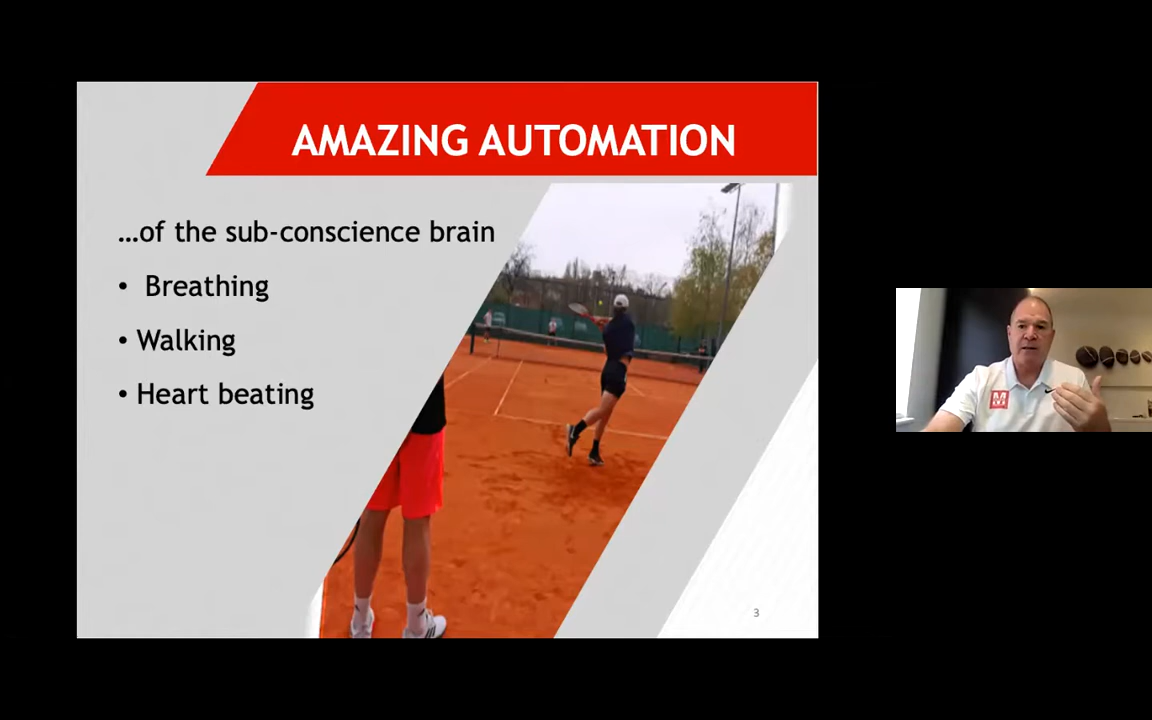 AMAZING AUTOMATION
…of the sub-conscience brain
• Breathing
• Walking
• Heart beating
3